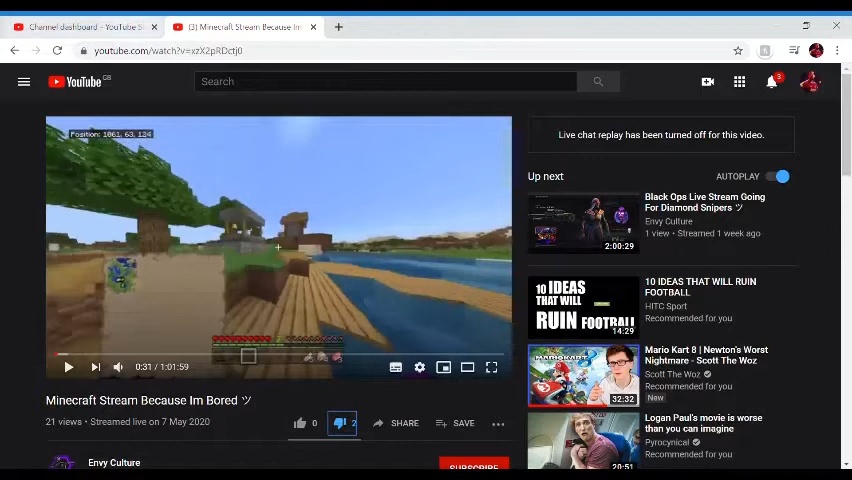 Channel dashboard - YouTube S
(3) Minecraft Stream Because Im
youtube.com/watch?v=xzX2pRDctj0
YouTube GB
Search
3
Position: 1061, 63, 124
Live chat replay has been turned off for this video.
Up next
AUTOPLAY
Black Ops Live Stream Going
For Diamond Snipers ツ
Envy Culture
1 view • Streamed 1 week ago
2:00:29
10 IDEAS
THAT WILL
RUIN FOOTBALL
14:29
10 IDEAS THAT WILL RUIN
FOOTBALL
HITC Sport
Recommended for you
MARIOKART 8
32:32
Mario Kart 8 | Newton's Worst
Nightmare - Scott The Woz
Scott The Woz
Recommended for you
New
20:51
Logan Paul's movie is worse
than you can imagine
Pyrocynical
Recommended for you
0:31 / 1:01:59
Minecraft Stream Because Im Bored ツ
21 views • Streamed live on 7 May 2020
0
2
SHARE
SAVE
Envy Culture
SUBSCRIBE